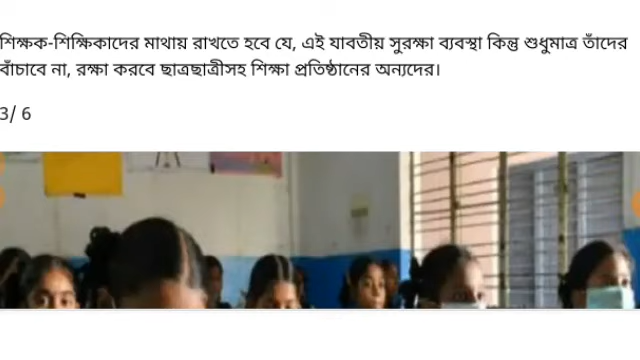 শিক্ষক-শিক্ষিকাদের মাথায় রাখতে হবে যে, এই যাবতীয় সুরক্ষা ব্যবস্থা কিন্তু শুধুমাত্র তাঁদের
বাঁচাবে না, রক্ষা করবে ছাত্রছাত্রীসহ শিক্ষা প্রতিষ্ঠানের অন্যদের।
3/ 6